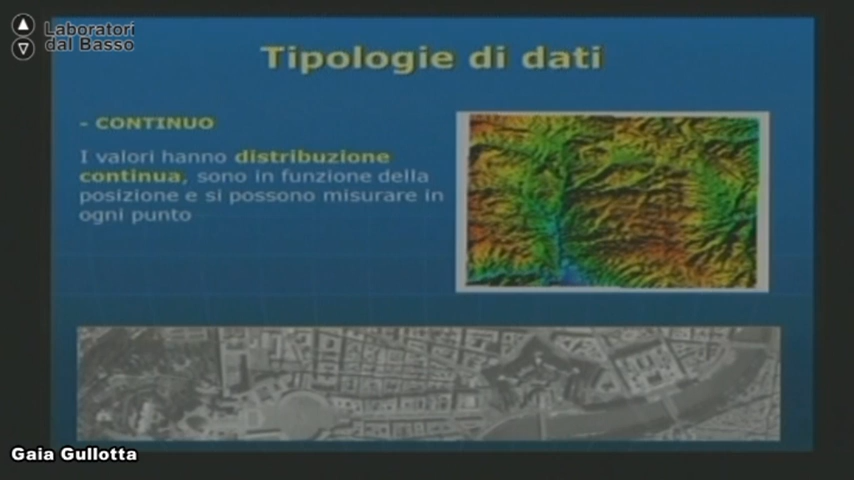 Laboratori
dal Basso
Tipologie di dati
- CONTINUO
I valori hanno distribuzione
continua, sono in funzione della
posizione e si possono misurare in
ogni punto
Gaia Gullotta